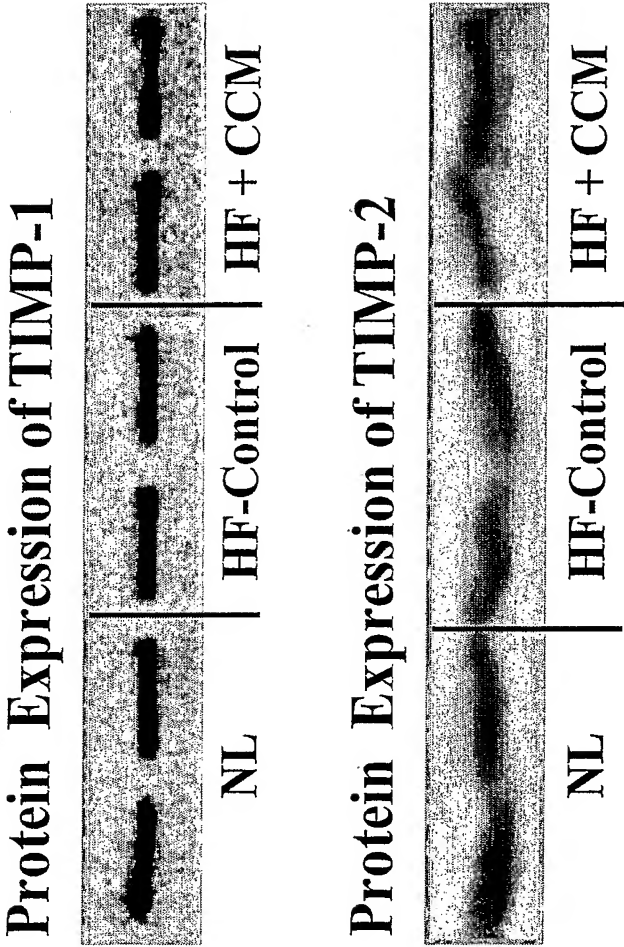 Protein Expression of TIMP-1
NL HF-Control HF + CCM
Protein Expression of TIMP-2
NL HF-Control HF + CCM